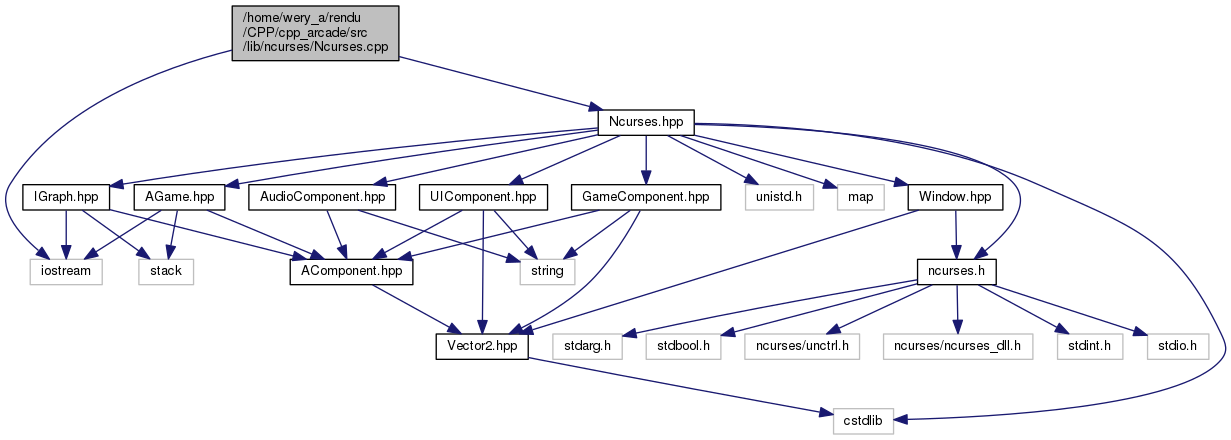 /home/wery_a/rendu
/CPP/cpp_arcade/src
/lib/ncurses/Ncurses.cpp
Ncurses.hpp
IGraph.hpp
AGame.hpp
AudioComponent.hpp
UIComponent.hpp
GameComponent.hpp
unistd.h
map
Window.hpp
iostream
stack
AComponent.hpp
string
ncurses.h
Vector2.hpp
stdarg.h
stdbool.h
ncurses/unctrl.h
ncurses/ncurses_dll.h
stdint.h
stdio.h
cstdlib